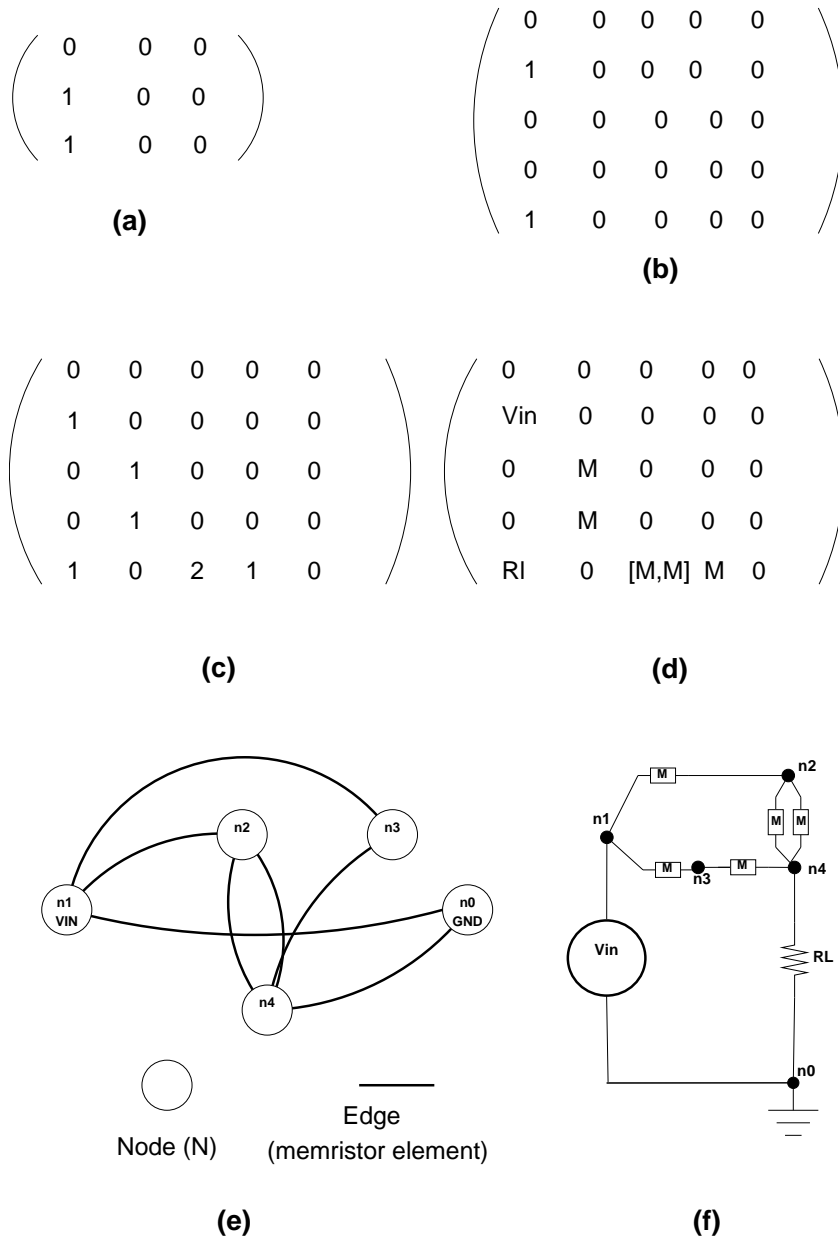 0 0 0
1 0 0
1 0 0
(a)
0 0 0 0 0
1 0 0 0 0
0 0 0 0 0
0 0 0 0 0
1 0 0 0 0
(b)
0 0 0 0 0
1 0 0 0 0
0 1 0 0 0
0 1 0 0 0
1 0 2 1 0
(c)
0 0 0 0 0
Vin 0 0 0 0
0 M 0 0 0
0 M 0 0 0
Rl 0 [M,M] M 0
(d)
n2
n3
n1
VIN
n0
GND
n4
Node (N)
Edge
(memristor element)
(e)
n2
M
n1
M
M
M
n3
M
n4
Vin
RL
n0
(f)